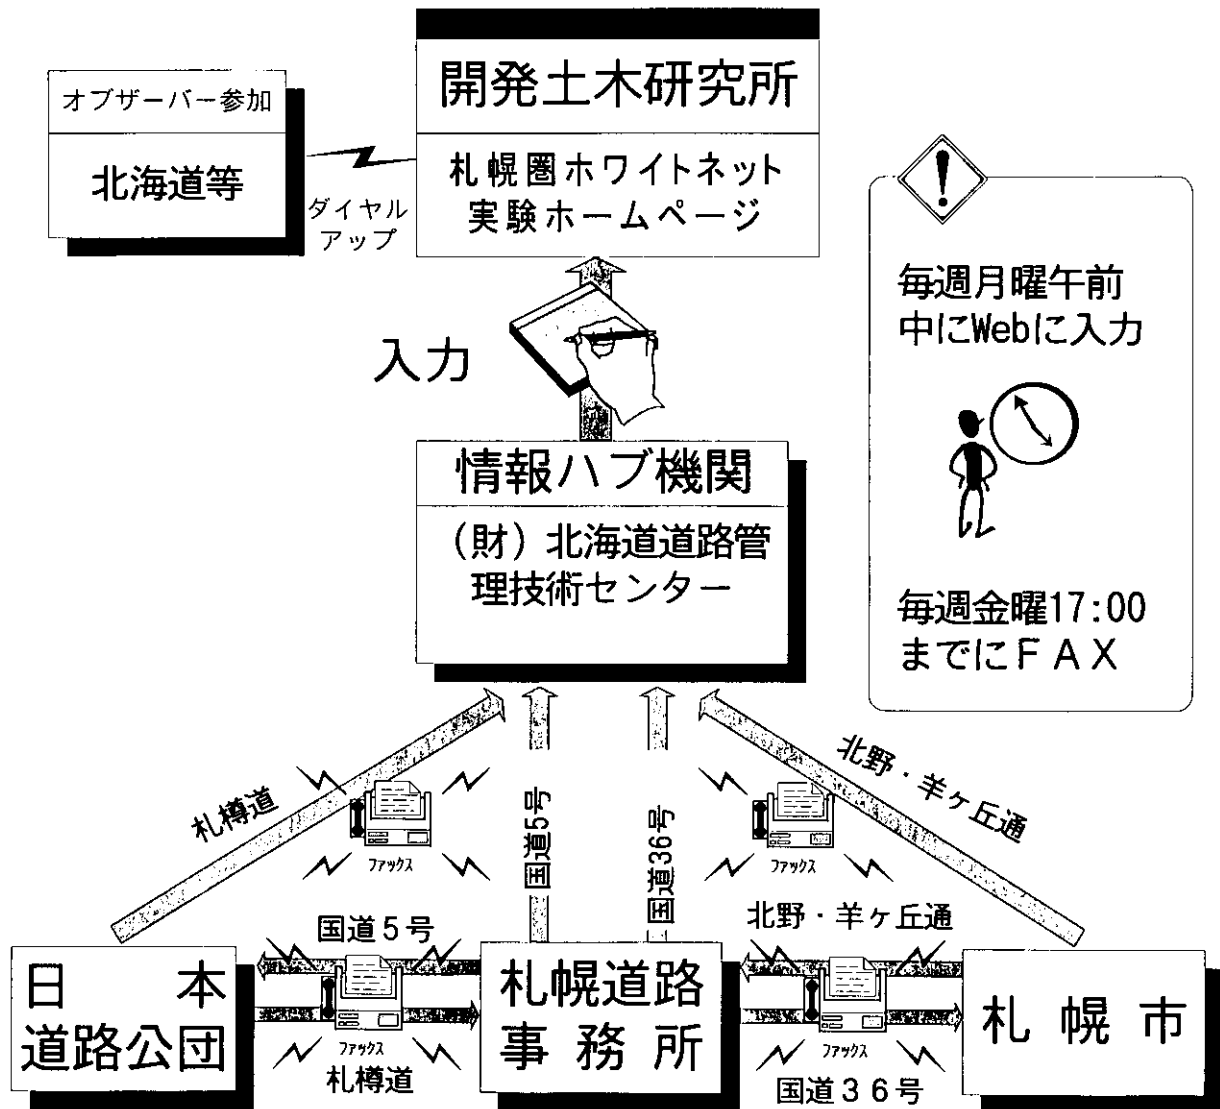 開発土木研究所
札幌圏ホワイトネット
実験ホームページ
オブザーバー参加
北海道等
ダイヤル
アップ
毎週月曜午前
中にWebに入力
毎週金曜17:00
までにＦＡＸ
入力
情報ハブ機関
（財）北海道道路管
理技術センター
札樽道
ファックス
国道5号
国道36号
ファックス
北野・羊ヶ丘通
国道５号
ファックス
札樽道
北野・羊ヶ丘通
ファックス
国道３６号
日本
道路公団
札幌道路
事務所
札幌市